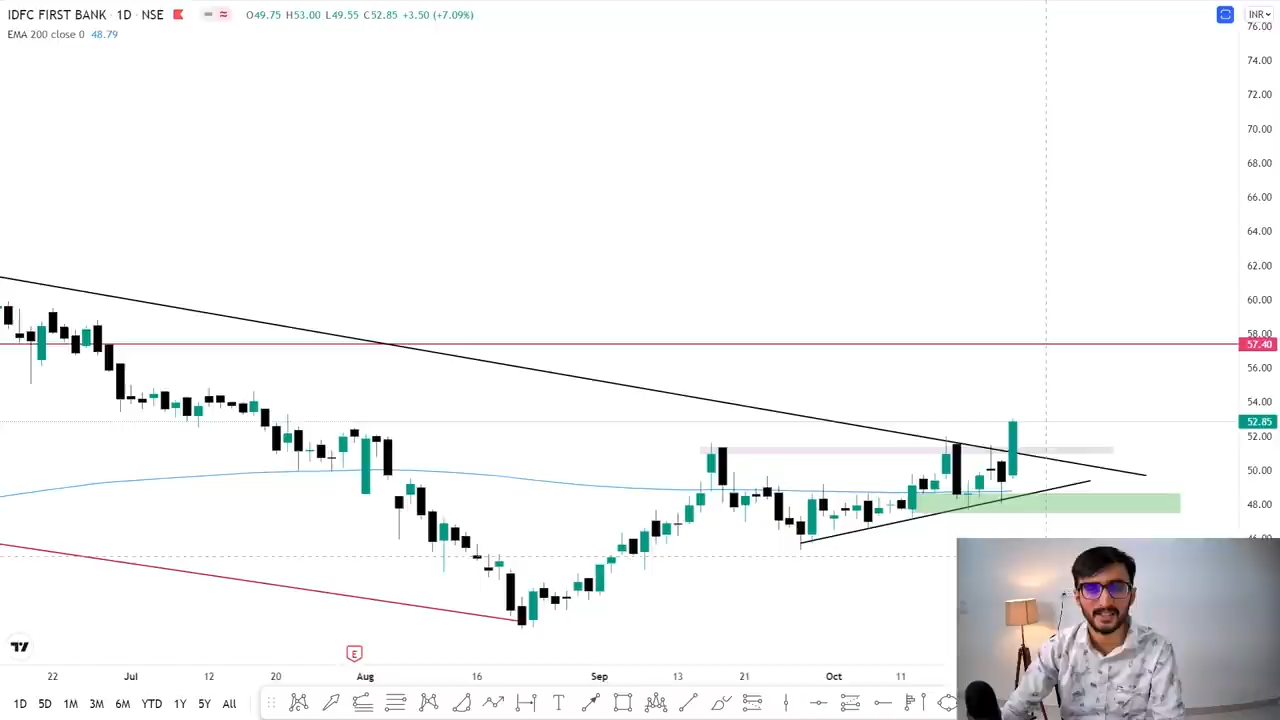 IDFC FIRST BANK · 1D · NSE
O49.75 H53.00 L49.55 C52.85 +3.50 (+7.09%)
EMA 200 close 0 48.79
INR
76.00
74.00
72.00
70.00
68.00
66.00
64.00
62.00
60.00
58.00
57.40
56.00
54.00
52.85
52.00
50.00
48.00
46.00
E
22 Jul 12 20 Aug 16 Sep 13 21 Oct 11
1D 5D 1M 3M 6M YTD 1Y 5Y All